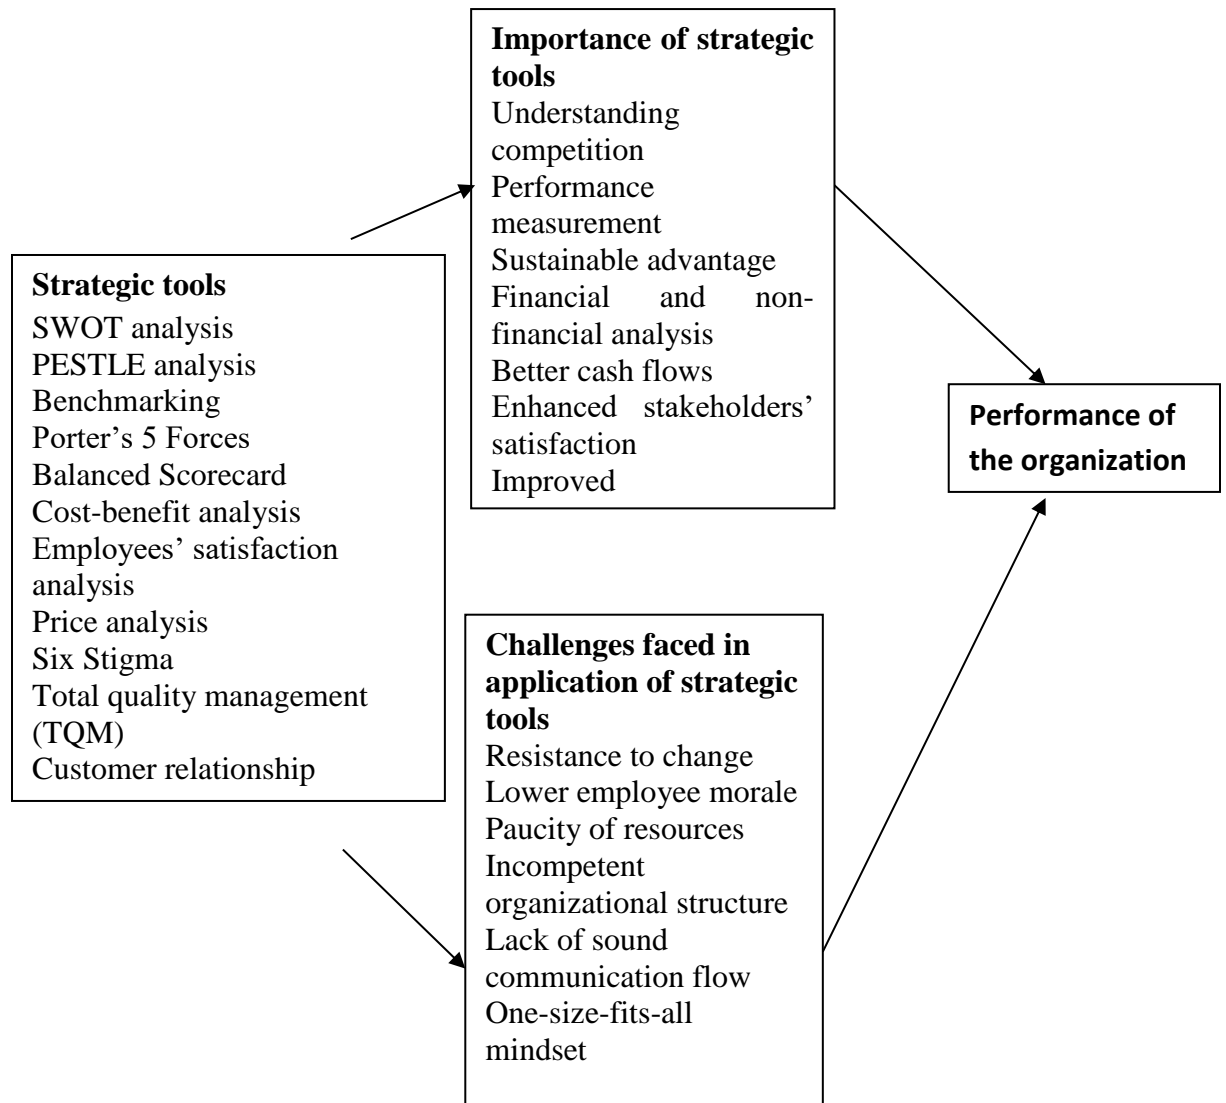 Importance of strategic
tools
Understanding
competition
Performance
measurement
Sustainable advantage
Financial and non-
financial analysis
Better cash flows
Enhanced stakeholders’
satisfaction
Improved
Strategic tools
SWOT analysis
PESTLE analysis
Benchmarking
Porter’s 5 Forces
Balanced Scorecard
Cost-benefit analysis
Employees’ satisfaction
analysis
Price analysis
Six Stigma
Total quality management
(TQM)
Customer relationship
Performance of
the organization
Challenges faced in
application of strategic
tools
Resistance to change
Lower employee morale
Paucity of resources
Incompetent
organizational structure
Lack of sound
communication flow
One-size-fits-all
mindset